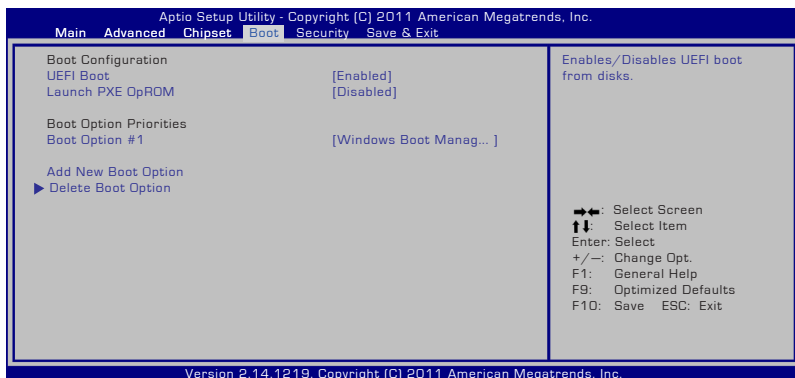 Aptio Setup Utility - Copyright (C) 2011 American Megatrends, Inc.
Main Advanced Chipset Boot Security Save & Exit
Boot Configuration
UEFI Boot [Enabled]
Launch PXE OpROM [Disabled]
Boot Option Priorities
Boot Option #1 [Windows Boot Manag... ]
Add New Boot Option
Delete Boot Option
Enables/Disables UEFI boot
from disks.
: Select Screen
: Select Item
Enter: Select
+/—: Change Opt.
F1: General Help
F9: Optimized Defaults
F10: Save ESC: Exit
Version 2.14.1219. Copyright (C) 2011 American Megatrends, Inc.